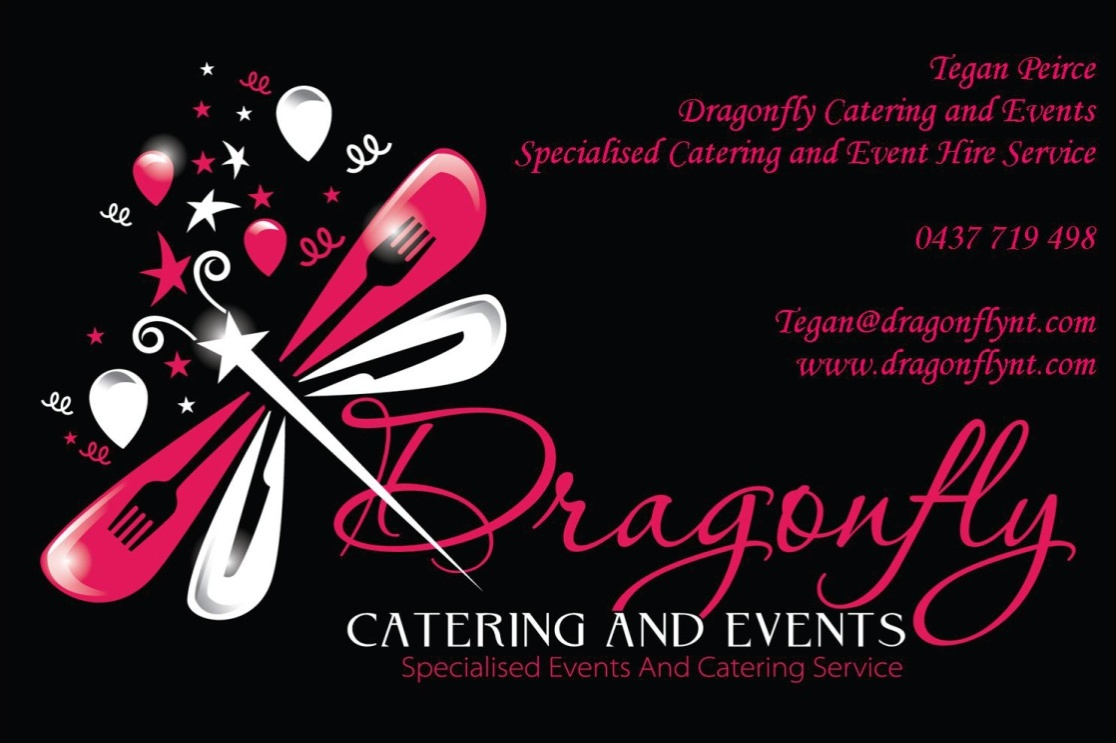 Tegan Peirce
Dragonfly Catering and Events
Specialised Catering and Event Hire Service
0437 719 498
Tegan@dragonflynt.com
www.dragonflynt.com
Dragonfly
CATERING AND EVENTS
Specialised Events And Catering Service